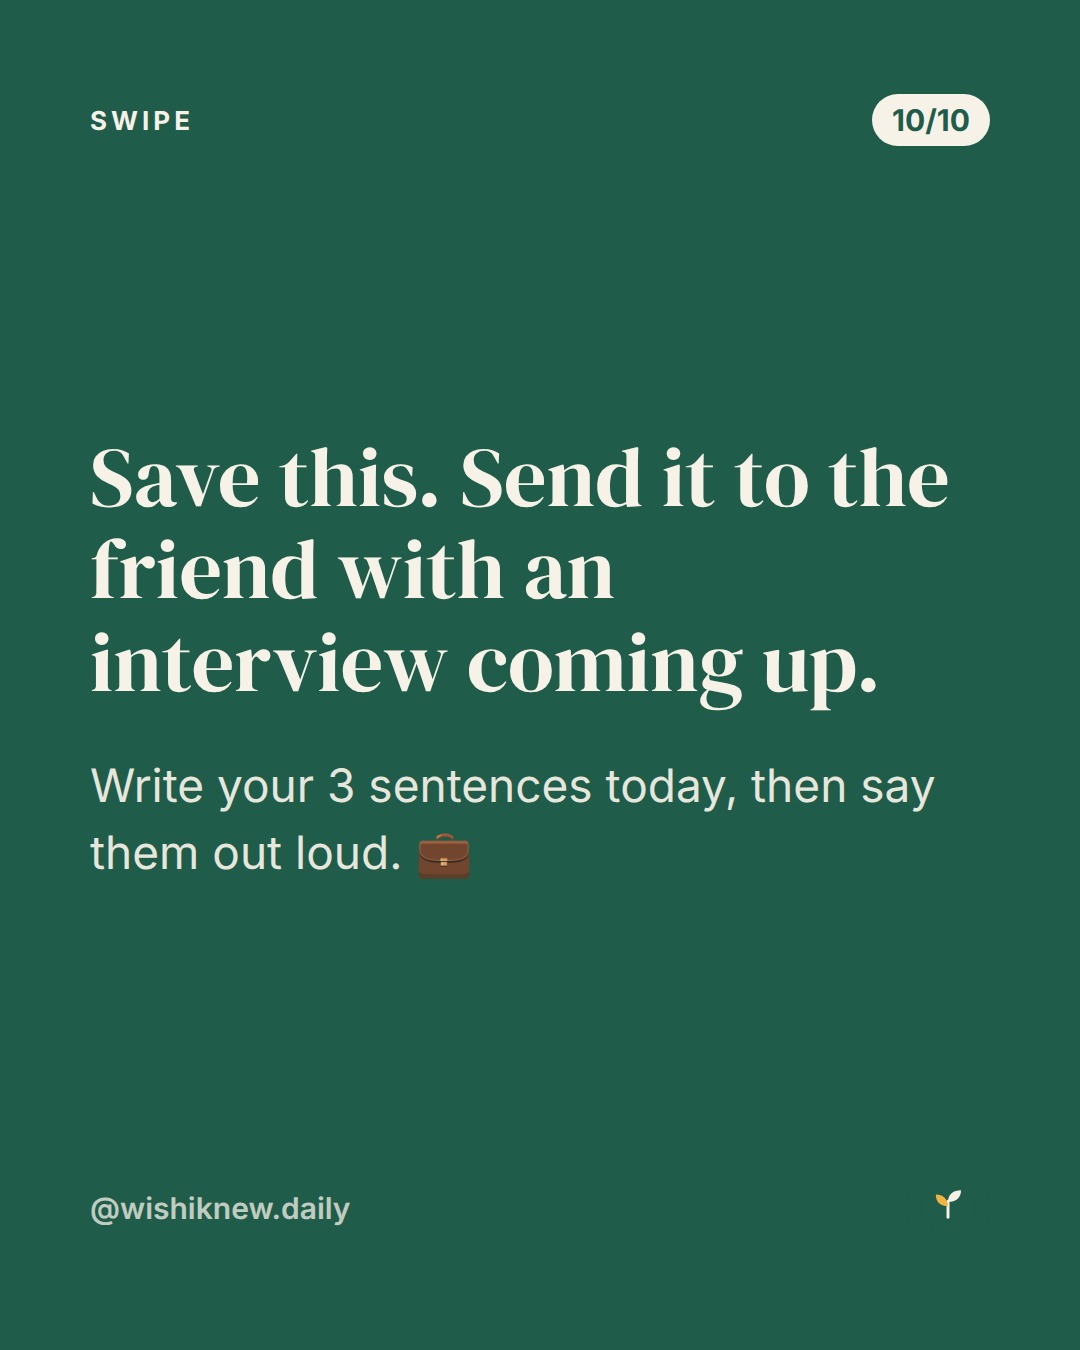 SWIPE
10/10
Save this. Send it to the
friend with an
interview coming up.
Write your 3 sentences today, then say
them out loud. 💼
@wishiknew.daily